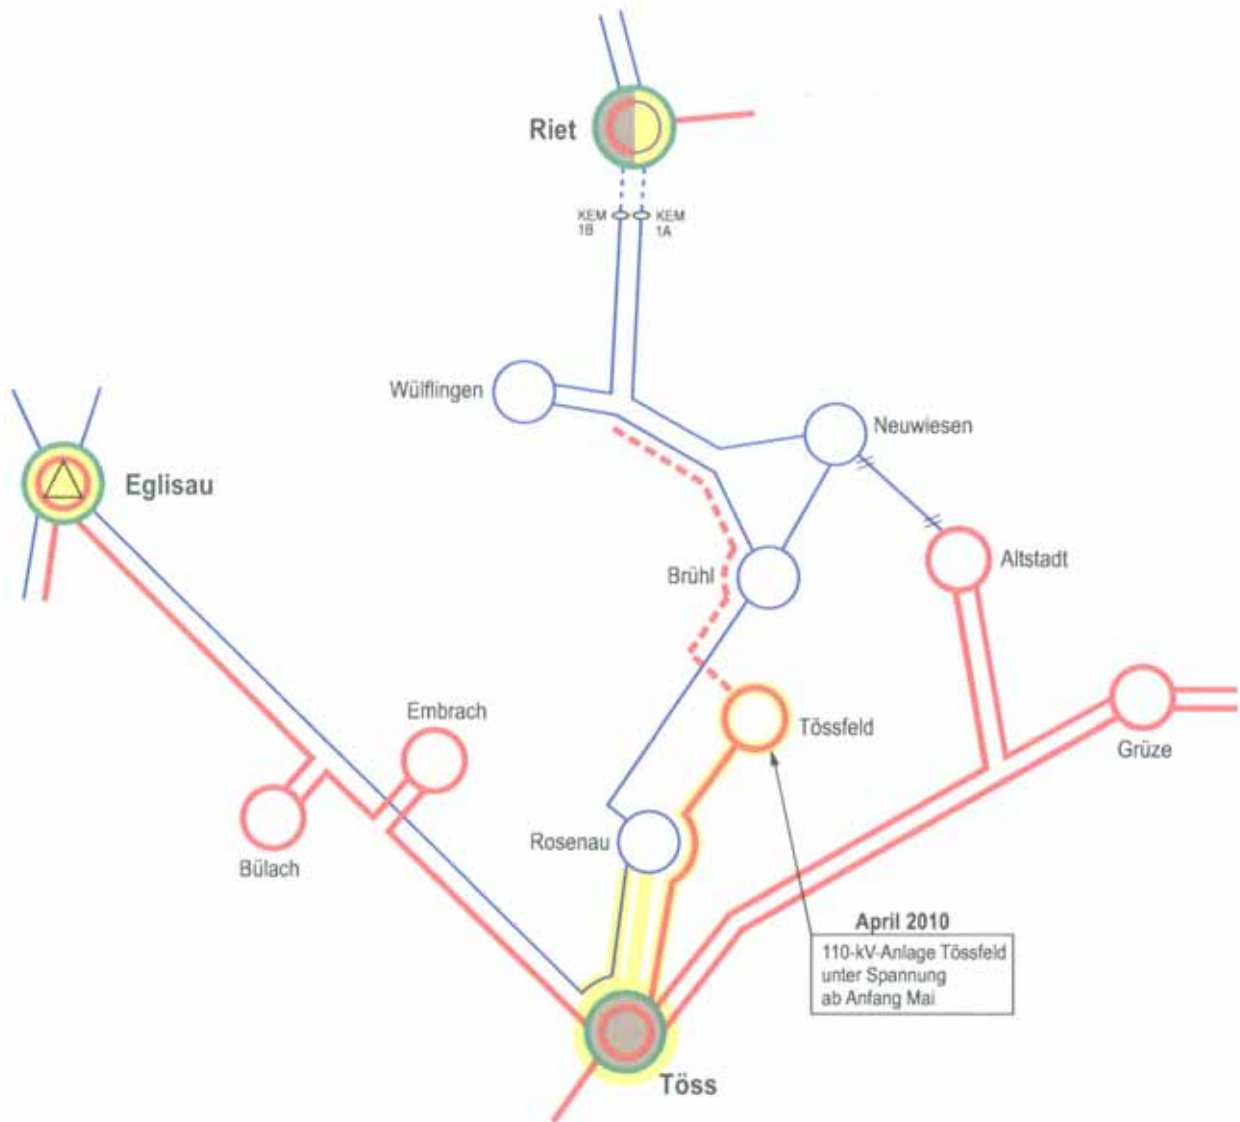 Riet
KEM
1B
KEM
1A
Wülflingen
Neuwiesen
Eglisau
Brühl
Altstadt
Embrach
Tössfeld
Grüze
Rosenau
Bülach
April 2010
110-kV-Anlage Tössfeld
unter Spannung
ab Anfang Mai
Töss